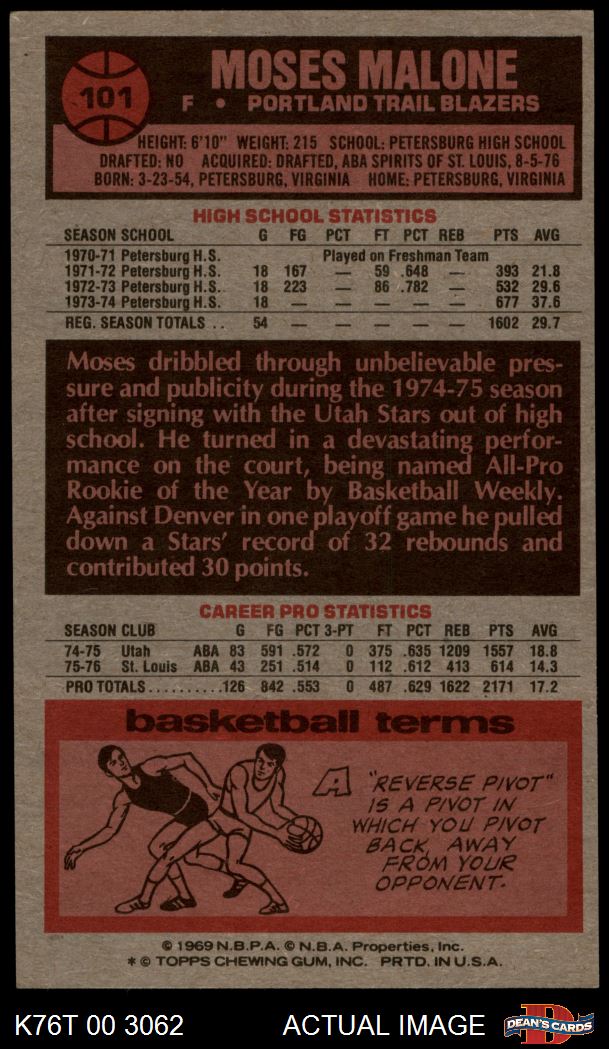 101
MOSES MALONE
F • PORTLAND TRAIL BLAZERS
HEIGHT: 6'10" WEIGHT: 215 SCHOOL: PETERSBURG HIGH SCHOOL
DRAFTED: NO ACQUIRED: DRAFTED, ABA SPIRITS OF ST. LOUIS, 8-5-76
BORN: 3-23-54, PETERSBURG, VIRGINIA HOME: PETERSBURG, VIRGINIA
HIGH SCHOOL STATISTICS
SEASON SCHOOL G FG PCT FT PCT REB PTS AVG
1970-71 Petersburg H.S. Played on Freshman Team
1971-72 Petersburg H.S. 18 167 — 59 .648 — 393 21.8
1972-73 Petersburg H.S. 18 223 — 86 .782 — 532 29.6
1973-74 Petersburg H.S. 18 — — — — — 677 37.6
REG. SEASON TOTALS . . 54 — — — — — 1602 29.7
Moses dribbled through unbelievable pres-
sure and publicity during the 1974-75 season
after signing with the Utah Stars out of high
school. He turned in a devastating perfor-
mance on the court, being named All-Pro
Rookie of the Year by Basketball Weekly.
Against Denver in one playoff game he pulled
down a Stars' record of 32 rebounds and
contributed 30 points.
CAREER PRO STATISTICS
SEASON CLUB G FG PCT 3-PT FT PCT REB PTS AVG
74-75 Utah ABA 83 591 .572 0 375 .635 1209 1557 18.8
75-76 St. Louis ABA 43 251 .514 0 112 .612 413 614 14.3
PRO TOTALS.......... 126 842 .553 0 487 .629 1622 2171 17.2
basketball terms
A "REVERSE PIVOT"
IS A PIVOT IN
WHICH YOU PIVOT
BACK, AWAY
FROM YOUR
OPPONENT.
© 1969 N.B.P.A. © N.B.A. Properties, Inc.
* © TOPPS CHEWING GUM, INC. PRTD. IN U.S.A.
K76T 00 3062 ACTUAL IMAGE D DEAN'S CARDS